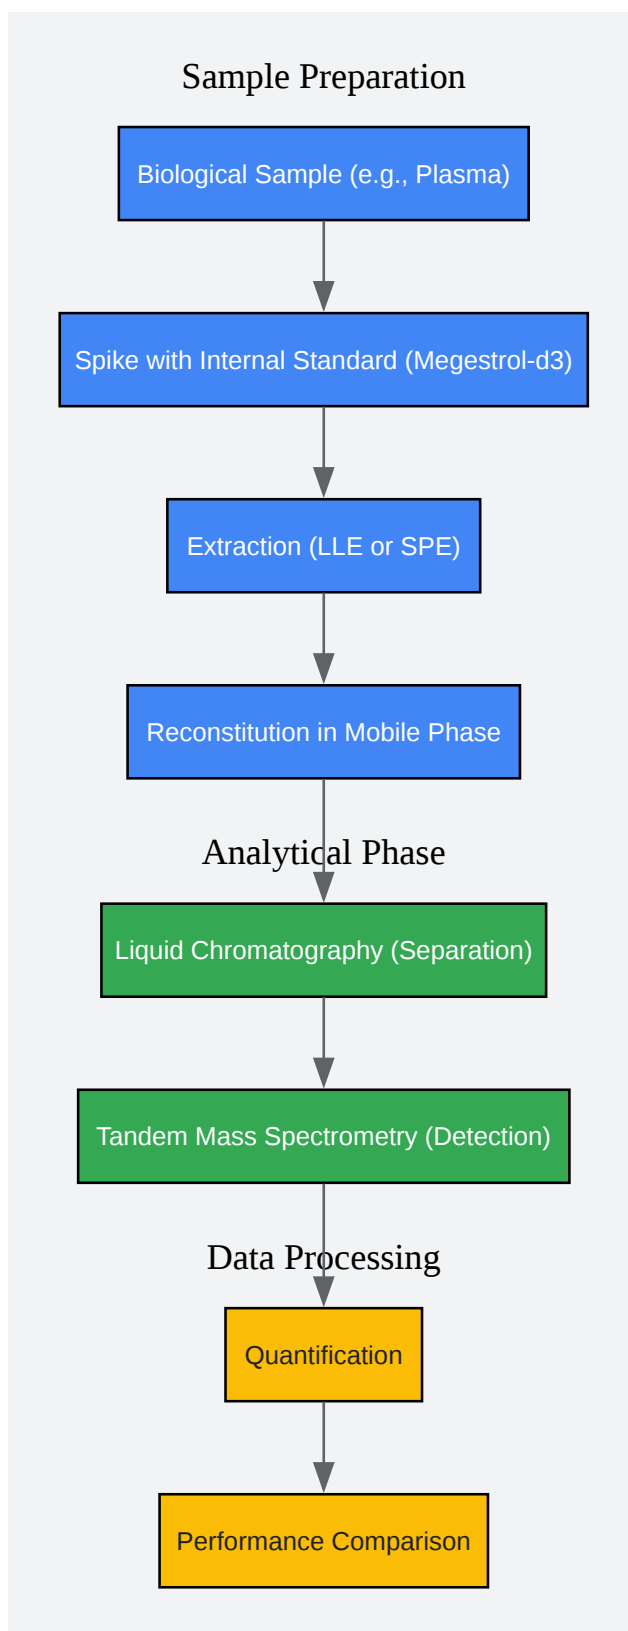 Sample Preparation
Biological Sample (e.g., Plasma)
Spike with Internal Standard (Megestrol-d3)
Extraction (LLE or SPE)
Reconstitution in Mobile Phase
Analytical Phase
Liquid Chromatography (Separation)
Tandem Mass Spectrometry (Detection)
Data Processing
Quantification
Performance Comparison